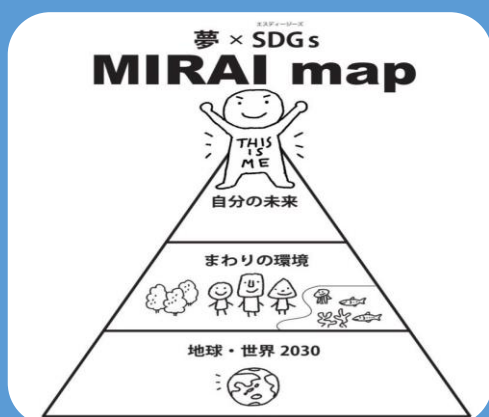 エスディージーズ
夢 × SDGs
MIRAI map
THIS
IS
ME
自分の未来
まわりの環境
地球・世界 2030